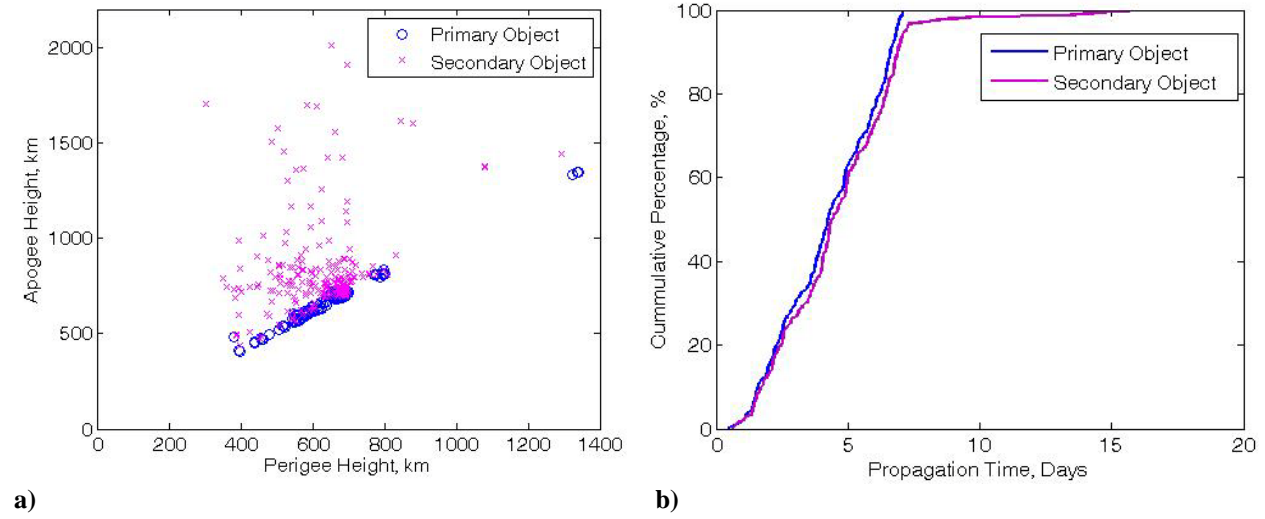 2000
1500
1000
500
0
0
200
400
600
800
1000
1200
1400
Apogee Height, km
Perigee Height, km
Primary Object
Secondary Object
a)
100
80
60
40
20
0
0
5
10
15
20
Cummulative Percentage, %
Propagation Time, Days
Primary Object
Secondary Object
b)